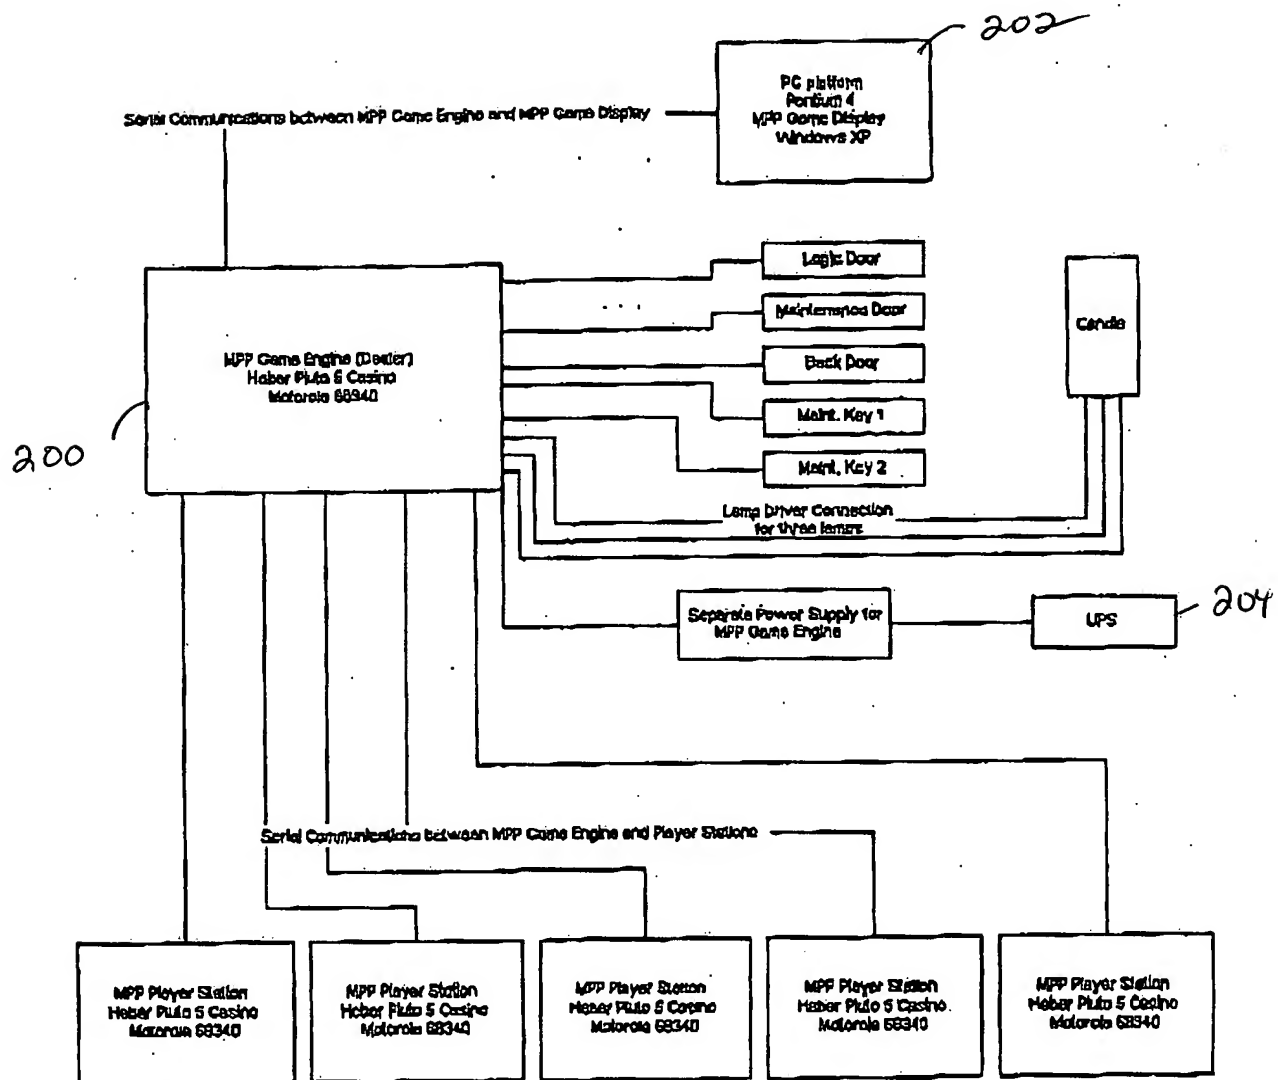 202
PC platform
Pentium 4
MPP Game Display
Windows XP
Serial Communications between MPP Game Engine and MPP Game Display
Logic Door
Maintenance Door
Back Door
Maint. Key 1
Maint. Key 2
Candle
MPP Game Engine (Dealer)
Heber Pluto 5 Casino
Motorola 68340
200
Lamp Driver Connection
for three lamps
Separate Power Supply for
MPP Game Engine
UPS
204
Serial Communications between MPP Game Engine and Player Stations
MPP Player Station
Heber Pluto 5 Casino
Motorola 68340
MPP Player Station
Heber Pluto 5 Casino
Motorola 68340
MPP Player Station
Heber Pluto 5 Casino
Motorola 68340
MPP Player Station
Heber Pluto 5 Casino
Motorola 68340
MPP Player Station
Heber Pluto 5 Casino
Motorola 68340